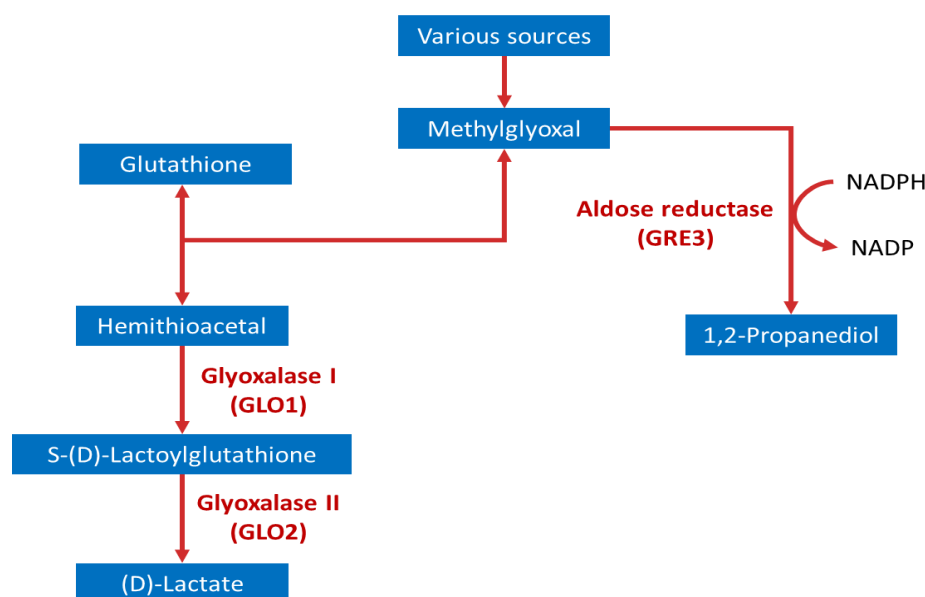 Various sources
Methylglyoxal
Glutathione
NADPH
Aldose reductase
(GRE3)
NADP
Hemithioacetal
1,2-Propanediol
Glyoxalase I
(GLO1)
S-(D)-Lactoylglutathione
Glyoxalase II
(GLO2)
(D)-Lactate